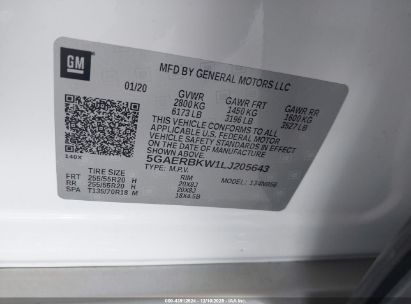 GM
MFD BY GENERAL MOTORS LLC
01/20
GVWR GAWR FRT GAWR RR
2800 KG 1450 KG 1600 KG
6173 LB 3196 LB 3527 LB
THIS VEHICLE CONFORMS TO ALL
APPLICABLE U.S. FEDERAL MOTOR
VEHICLE SAFETY STANDARDS IN
EFFECT ON THE DATE OF MANUFACTURE
SHOWN ABOVE.
140X
5GAERBKW1LJ205643
TYPE: M.P.V. MODEL:
TIRE SIZE RIM
FRT 255/55R20 H 20X8J
RR 255/55R20 H 20X8J
SPA T135/70R18 M 18X4.5B